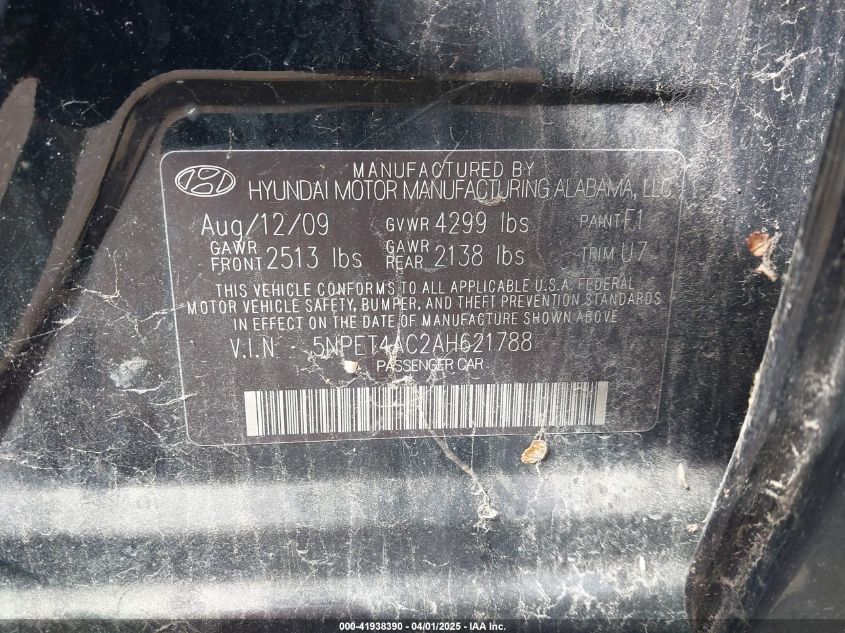 MANUFACTURED BY
HYUNDAI MOTOR MANUFACTURING ALABAMA, LLC
Aug/12/09 GVWR 4299 lbs PAINT F1
GAWR FRONT 2513 lbs GAWR REAR 2138 lbs TRIM U7
THIS VEHICLE CONFORMS TO ALL APPLICABLE U.S.A. FEDERAL
MOTOR VEHICLE SAFETY, BUMPER, AND THEFT PREVENTION STANDARDS
IN EFFECT ON THE DATE OF MANUFACTURE SHOWN ABOVE
V.I.N 5NPET4AC2AH621788
PASSENGER CAR
000-41938390 - 04/01/2025 - IAA Inc.